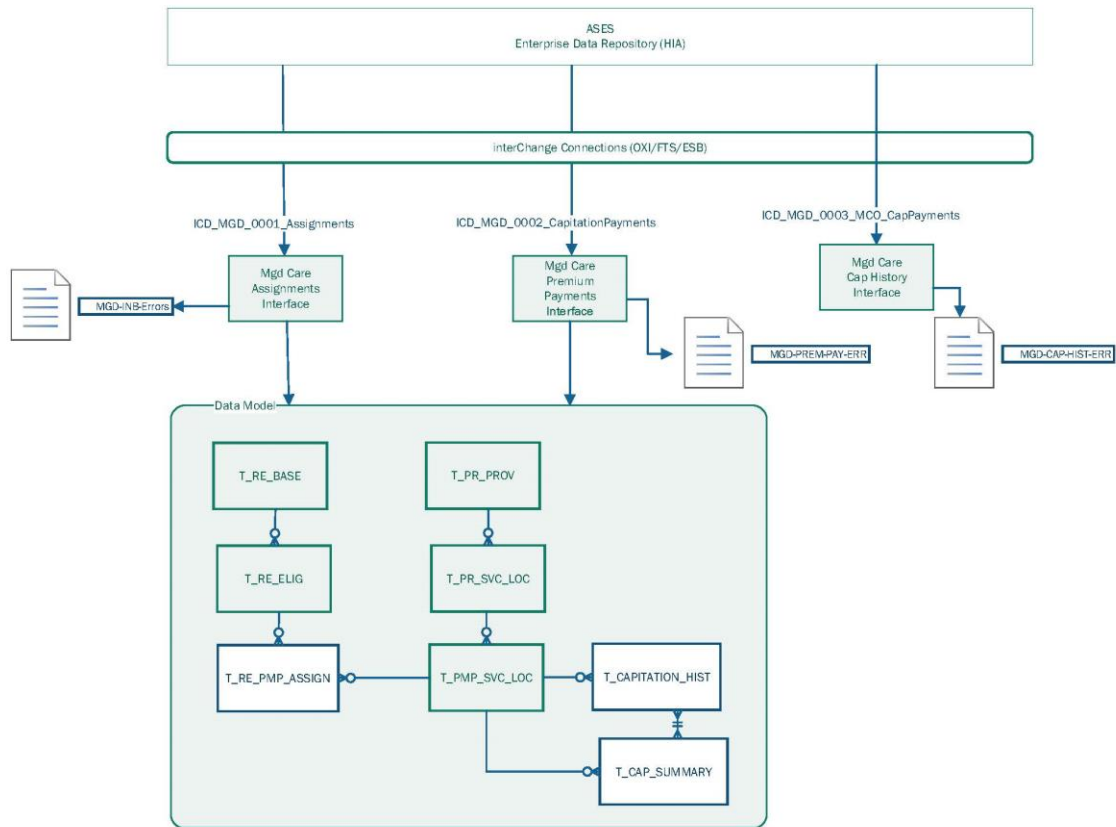 ASES
Enterprise Data Repository (HIA)
interChange Connections (OXI/FTS/ESB)
ICD_MGD_0001_Assignments
ICD_MGD_0002_CapitationPayments
ICD_MGD_0003_MCO_CapPayments
Mgd Care
Assignments
Interface
Mgd Care
Premium
Payments
Interface
Mgd Care
Cap History
Interface
MGD-INB-Errors
MGD-PREM-PAY-ERR
MGD-CAP-HIST-ERR
Data Model
T_RE_BASE
T_PR_PROV
T_RE_ELIG
T_PR_SVC_LOC
T_RE_PMP_ASSIGN
T_PMP_SVC_LOC
T_CAPITATION_HIST
T_CAP_SUMMARY